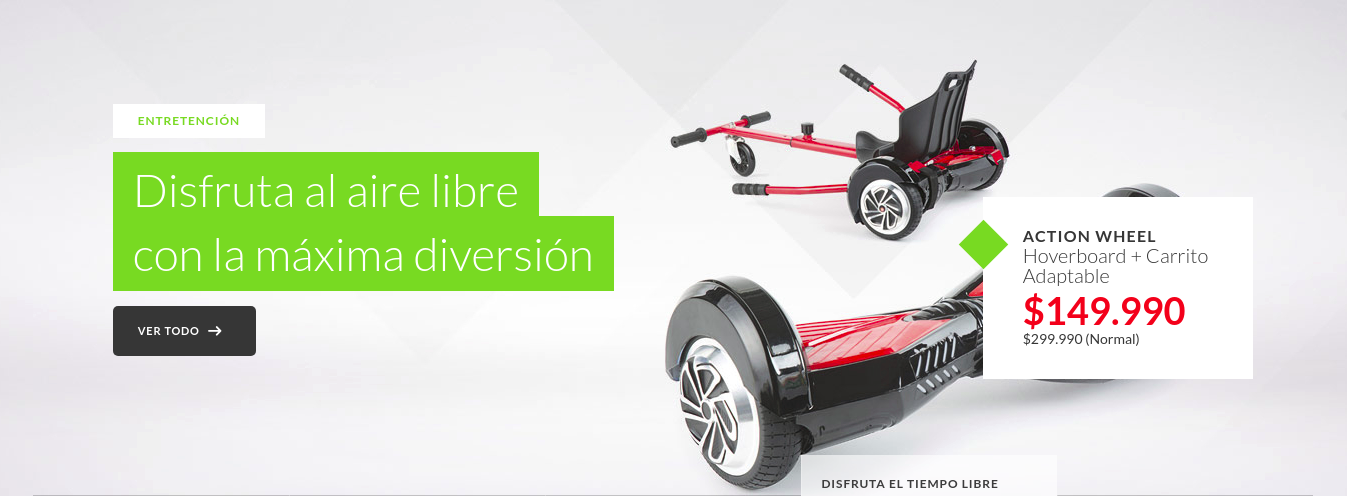 ENTRETENCIÓN
Disfruta al aire libre
con la máxima diversión
VER TODO
ACTION WHEEL
Hoverboard + Carrito
Adaptable
$149.990
$299.990 (Normal)
DISFRUTA EL TIEMPO LIBRE